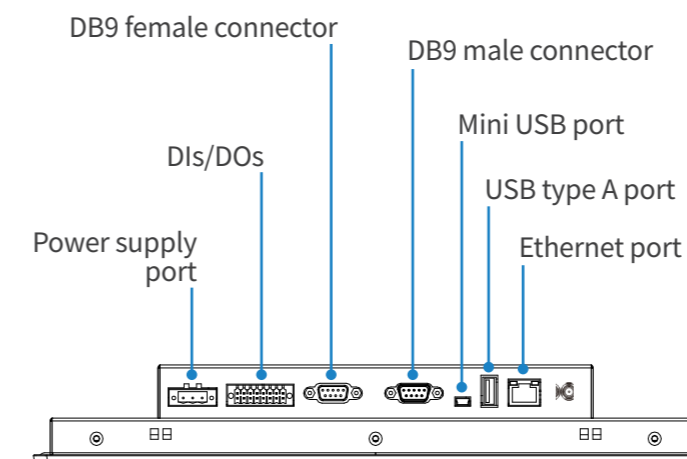 DB9 female connector
DB9 male connector
Mini USB port
DIs/DOs
USB type A port
Power supply
port
Ethernet port